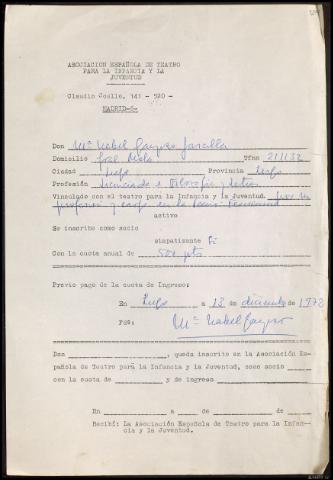 ASOCIACION ESPAÑOLA DE TEATRO
PARA LA INFANCIA Y LA
JUVENTUD
Claudio Coello, 141 - 520 -
MADRID-6-
Don Mª Isabel
Domicilio Tfno 211132
Ciudad Lugo Provincia Lugo
Profesión Licenciada en Filosofía y Letras
Vinculado con el teatro para la Infancia y la Juventud.
profesora y
activo
Se inscribe como socio
simpatizante Sí
Con la cuota anual de 500 pts
Previo pago de la cuota de Ingreso:
En Lugo a 18 de diciembre de 1978
Fdº: Mª Isabel
Don , queda inscrito en la Asociación Es-
pañola de Teatro para la Infancia y la Juventud, como socio
con la cuota de y de ingreso
En a de de
Recibí: La Asociación Española de Teatro para la Infan-
cia y la Juventud.